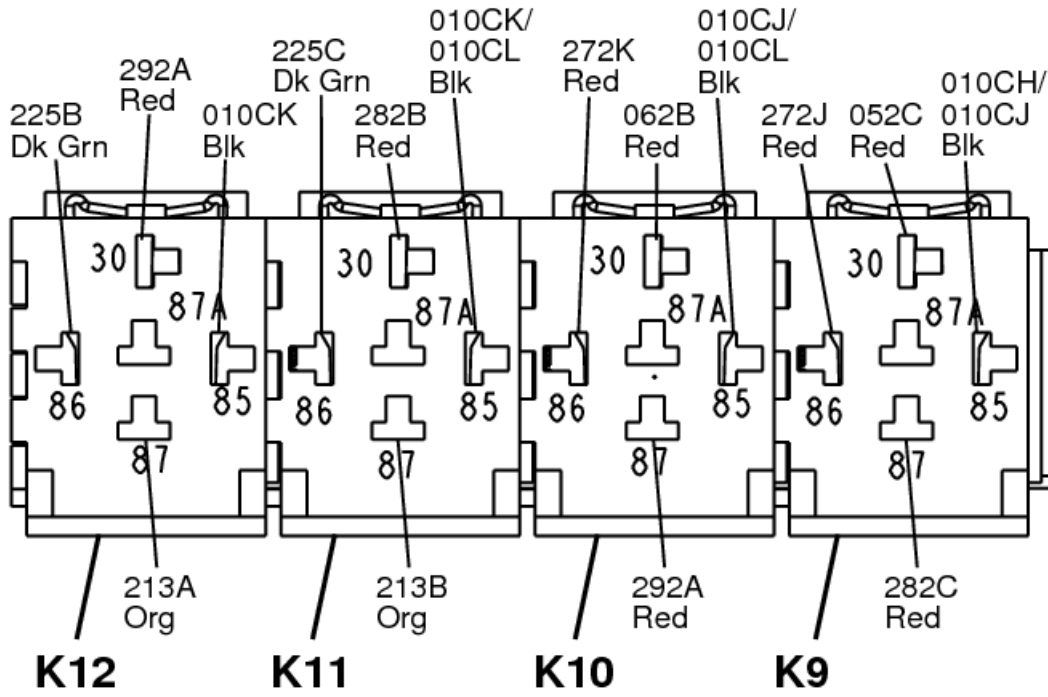 225B
Dk Grn
292A
Red
010CK
Blk
225C
Dk Grn
282B
Red
010CK/
010CL
Blk
272K
Red
062B
Red
010CJ/
010CL
Blk
272J
Red
052C
Red
010CH/
010CJ
Blk
30
87A
86
85
87
30
87A
86
85
87
30
87A
86
85
87
30
87A
86
85
87
213A
Org
213B
Org
292A
Red
282C
Red
K12
K11
K10
K9